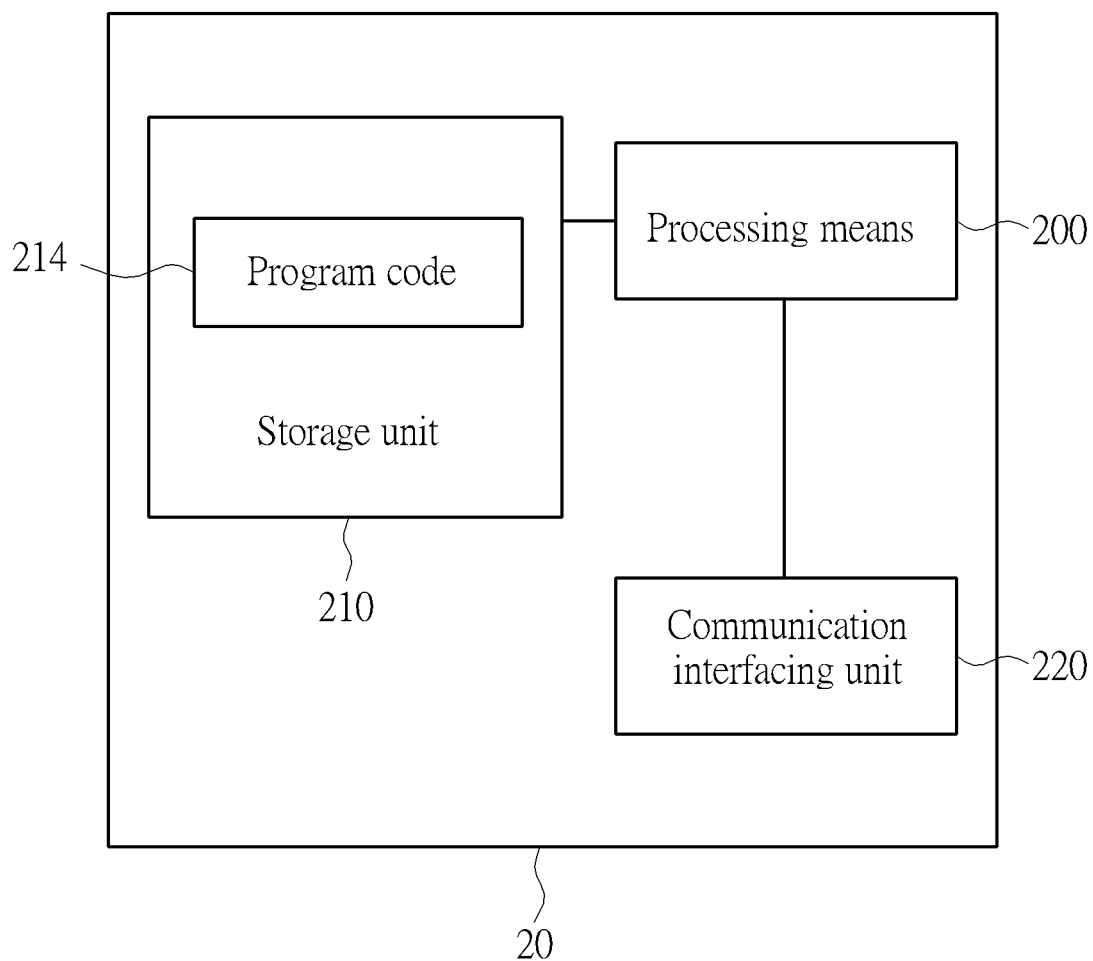 Processing means
200
214
Program code
Storage unit
210
Communication
interfacing unit
220
20